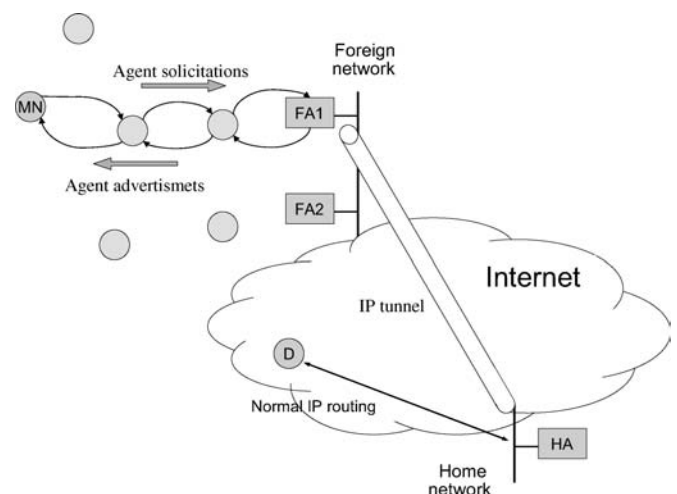 Foreign
network
Agent solicitations
MN
FA1
Agent advertismets
FA2
Internet
IP tunnel
D
Normal IP routing
HA
Home
network